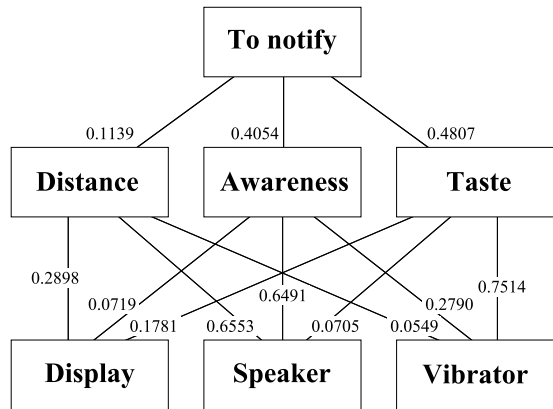 To notify
0.1139 0.4054 0.4807
Distance Awareness Taste
0.2898 0.0719 0.1781 0.6491 0.6553 0.0705 0.2790 0.0549 0.7514
Display Speaker Vibrator